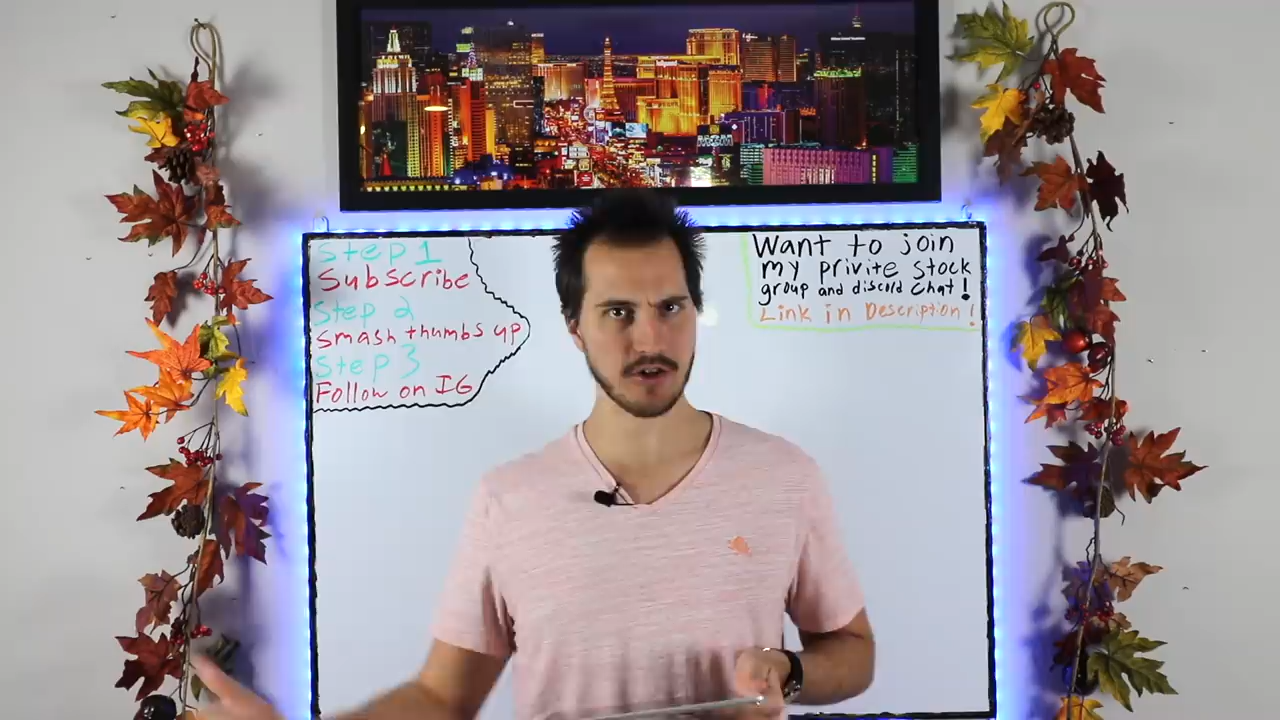 Step 1
Subscribe
Step 2
smash thumbs up
Step 3
Follow on IG
Want to join
my privite stock
group and discord chat!
Link in Description!